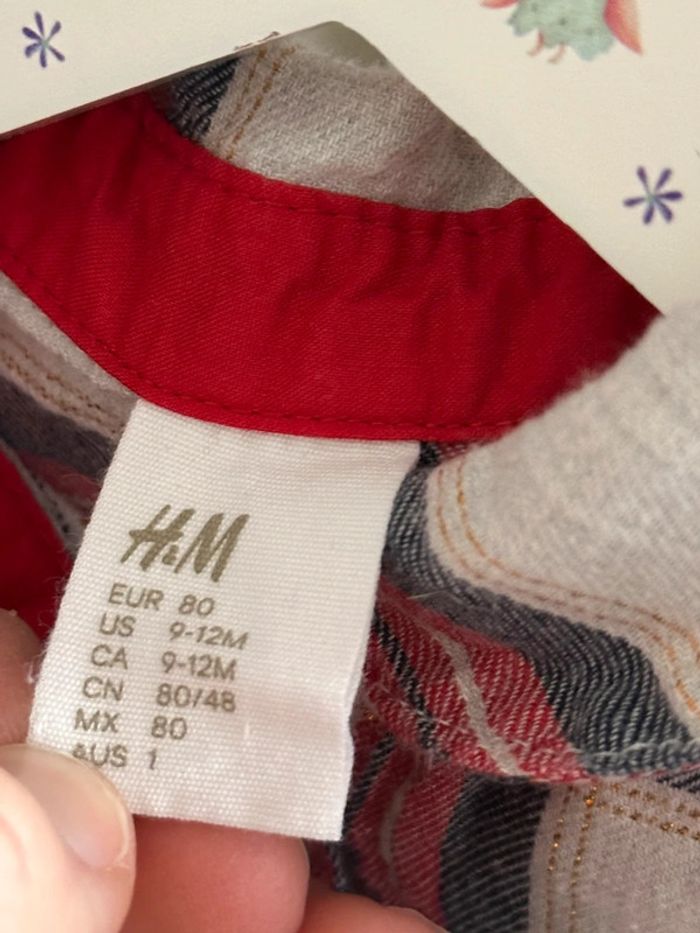 H&M
EUR 80
US 9-12M
CA 9-12M
CN 80/48
MX 80
AUS 1